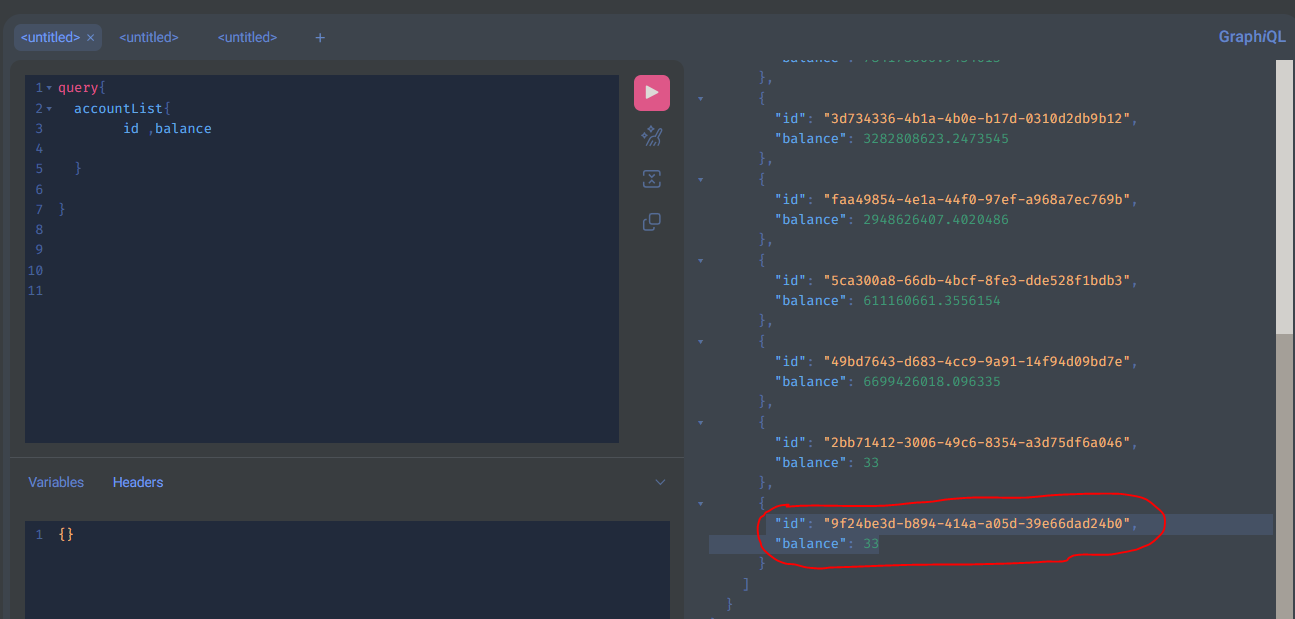 <untitled> × <untitled> <untitled> +
GraphiQL
1 query{
2 accountList{
3 id ,balance
4
5 }
6
7 }
8
9
10
11
Variables Headers
1 {}
},
{
"id": "3d734336-4b1a-4b0e-b17d-0310d2db9b12",
"balance": 3282808623.2473545
},
{
"id": "faa49854-4e1a-44f0-97ef-a968a7ec769b",
"balance": 2948626407.4020486
},
{
"id": "5ca300a8-66db-4bcf-8fe3-dde528f1bdb3",
"balance": 611160661.3556154
},
{
"id": "49bd7643-d683-4cc9-9a91-14f94d09bd7e",
"balance": 6699426018.096335
},
{
"id": "2bb71412-3006-49c6-8354-a3d75df6a046",
"balance": 33
},
{
"id": "9f24be3d-b894-414a-a05d-39e66dad24b0",
"balance": 33
}
]
}